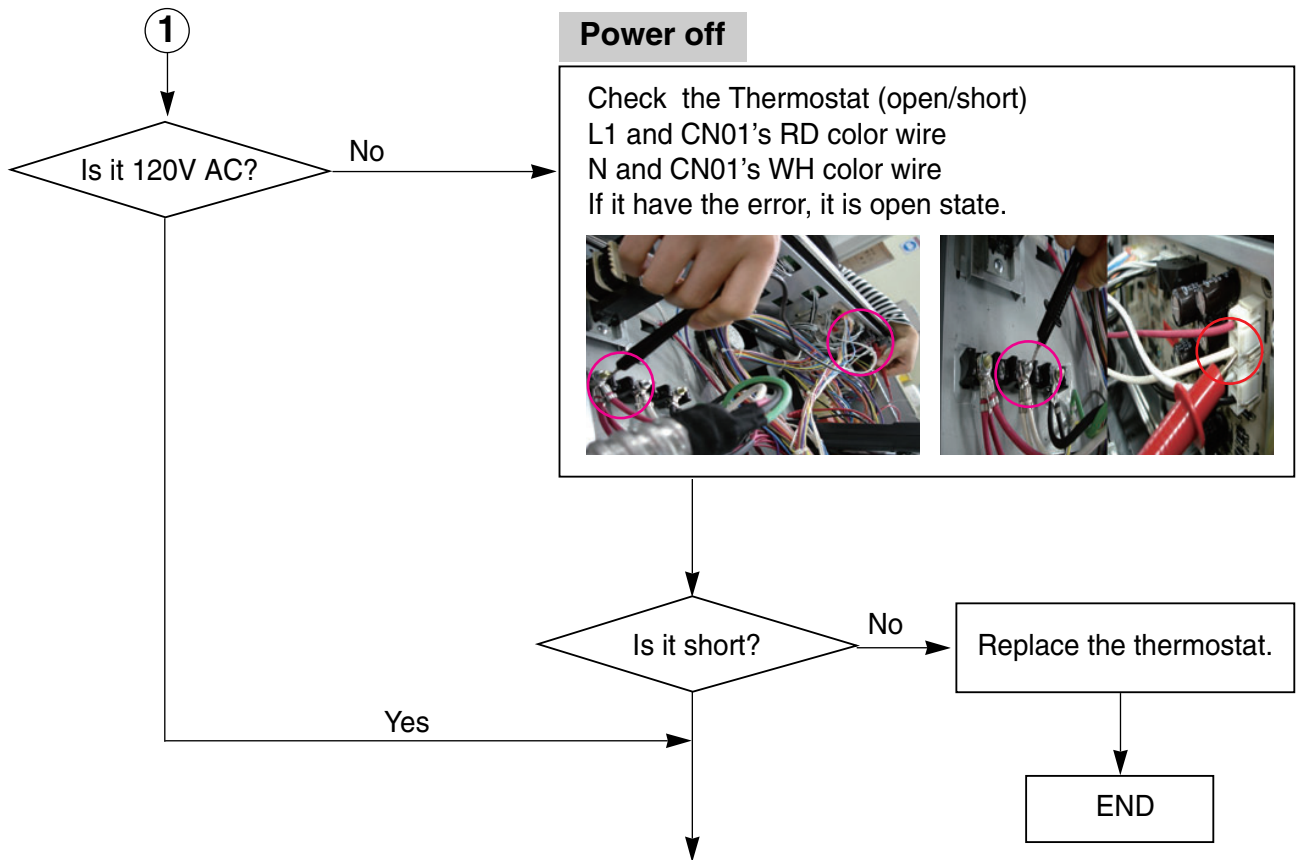 1
Power off
Check the Thermostat (open/short)
L1 and CN01's RD color wire
N and CN01's WH color wire
If it have the error, it is open state.
Is it 120V AC?
No
Is it short?
No
Replace the thermostat.
Yes
END